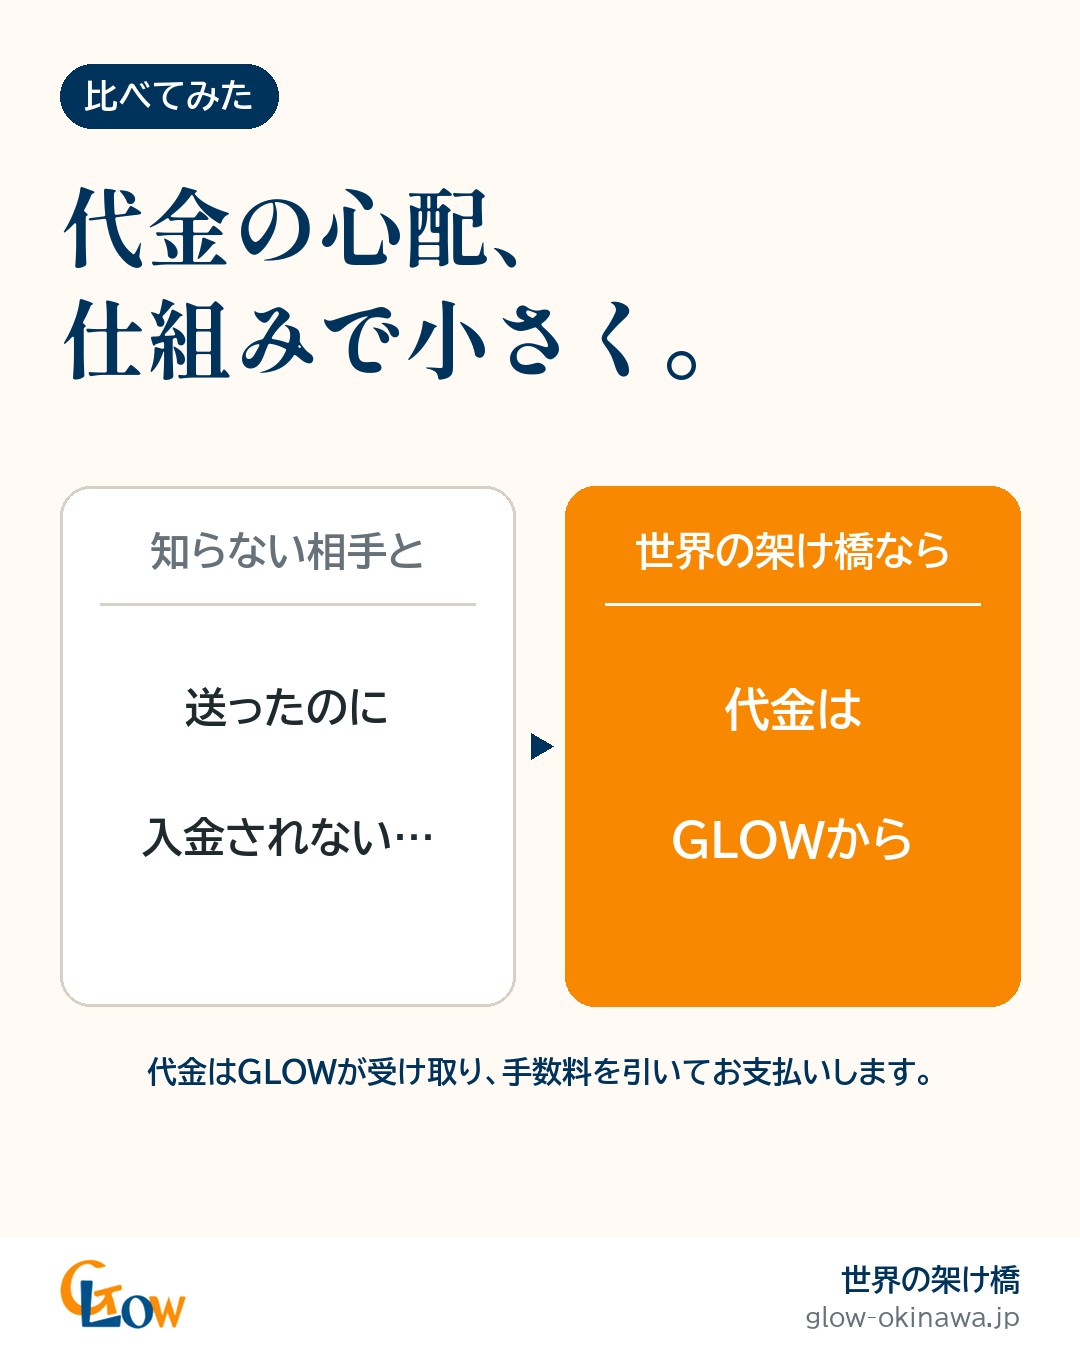 比べてみた
代金の心配、
仕組みで小さく。
知らない相手と
送ったのに
入金されない…
世界の架け橋なら
代金は
GLOWから
代金はGLOWが受け取り、手数料を引いてお支払いします。
GLOW
世界の架け橋
glow-okinawa.jp